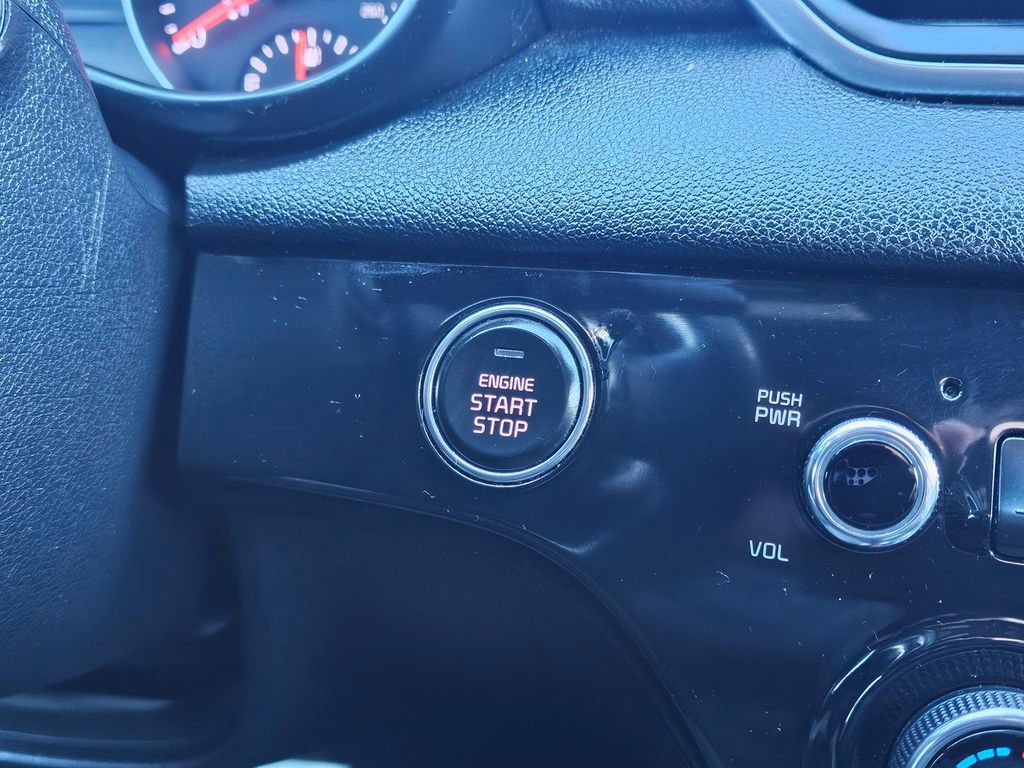 ENGINE
START
STOP
PUSH
PWR
VOL